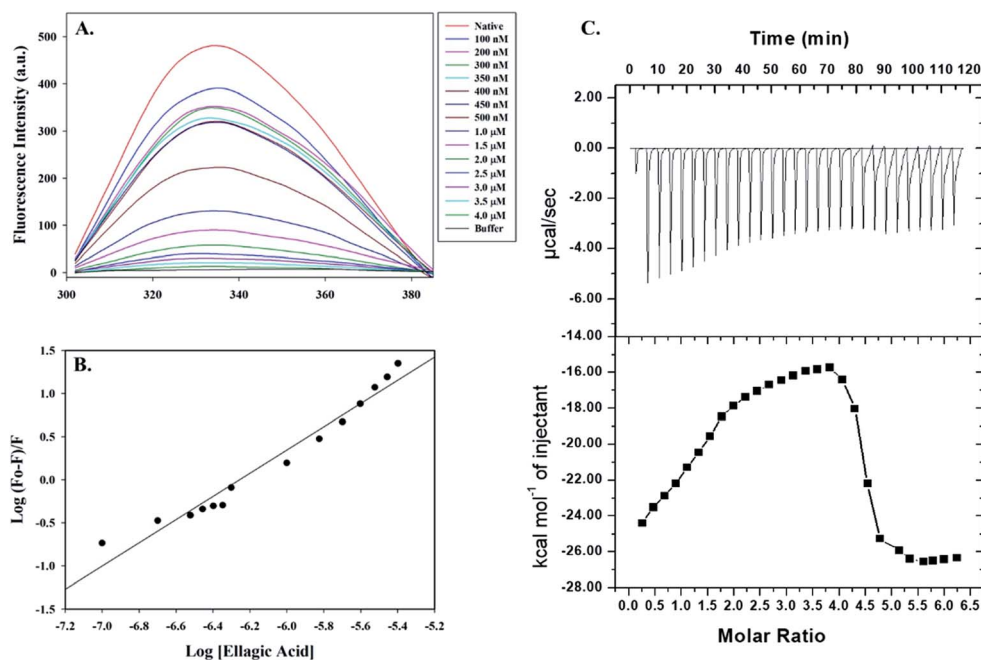 A.
Fluorescence Intensity (a.u.)
500
400
300
200
100
0
300 320 340 360 380
Native
100 nM
200 nM
300 nM
350 nM
400 nM
450 nM
500 nM
1.0 μM
1.5 μM
2.0 μM
2.5 μM
3.0 μM
3.5 μM
4.0 μM
Buffer
B.
Log (Fo-F)/F
1.5
1.0
0.5
0.0
-0.5
-1.0
-1.5
-7.2 -7.0 -6.8 -6.6 -6.4 -6.2 -6.0 -5.8 -5.6 -5.4 -5.2
Log [Ellagic Acid]
C.
Time (min)
0 10 20 30 40 50 60 70 80 90 100 110 120
µcal/sec
2.00
0.00
-2.00
-4.00
-6.00
-14.00
kcal mol⁻¹ of injectant
-16.00
-18.00
-20.00
-22.00
-24.00
-26.00
-28.00
0.0 0.5 1.0 1.5 2.0 2.5 3.0 3.5 4.0 4.5 5.0 5.5 6.0 6.5
Molar Ratio